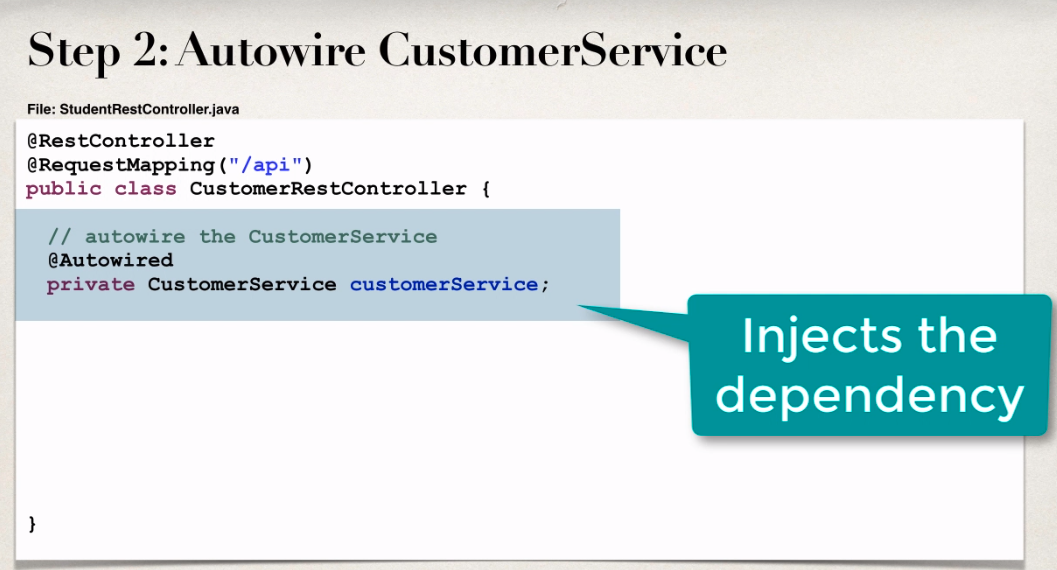 Step 2: Autowire CustomerService
File: StudentRestController.java
@RestController
@RequestMapping("/api")
public class CustomerRestController {
// autowire the CustomerService
@Autowired
private CustomerService customerService;
Injects the
dependency
}